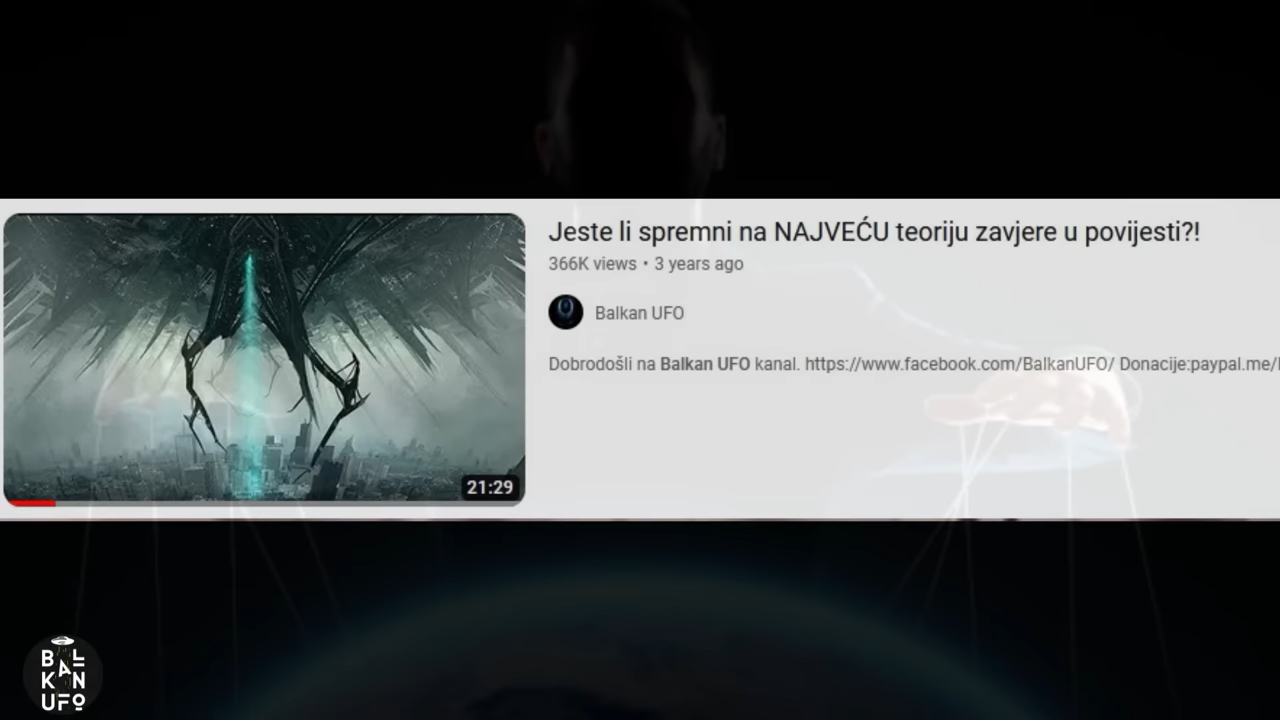 Jeste li spremni na NAJVEĆU teoriju zavjere u povijesti?!
366K views • 3 years ago
Balkan UFO
Dobrodošli na Balkan UFO kanal. https://www.facebook.com/BalkanUFO/ Donacije:paypal.me/
21:29
BAL
KAN
UFO